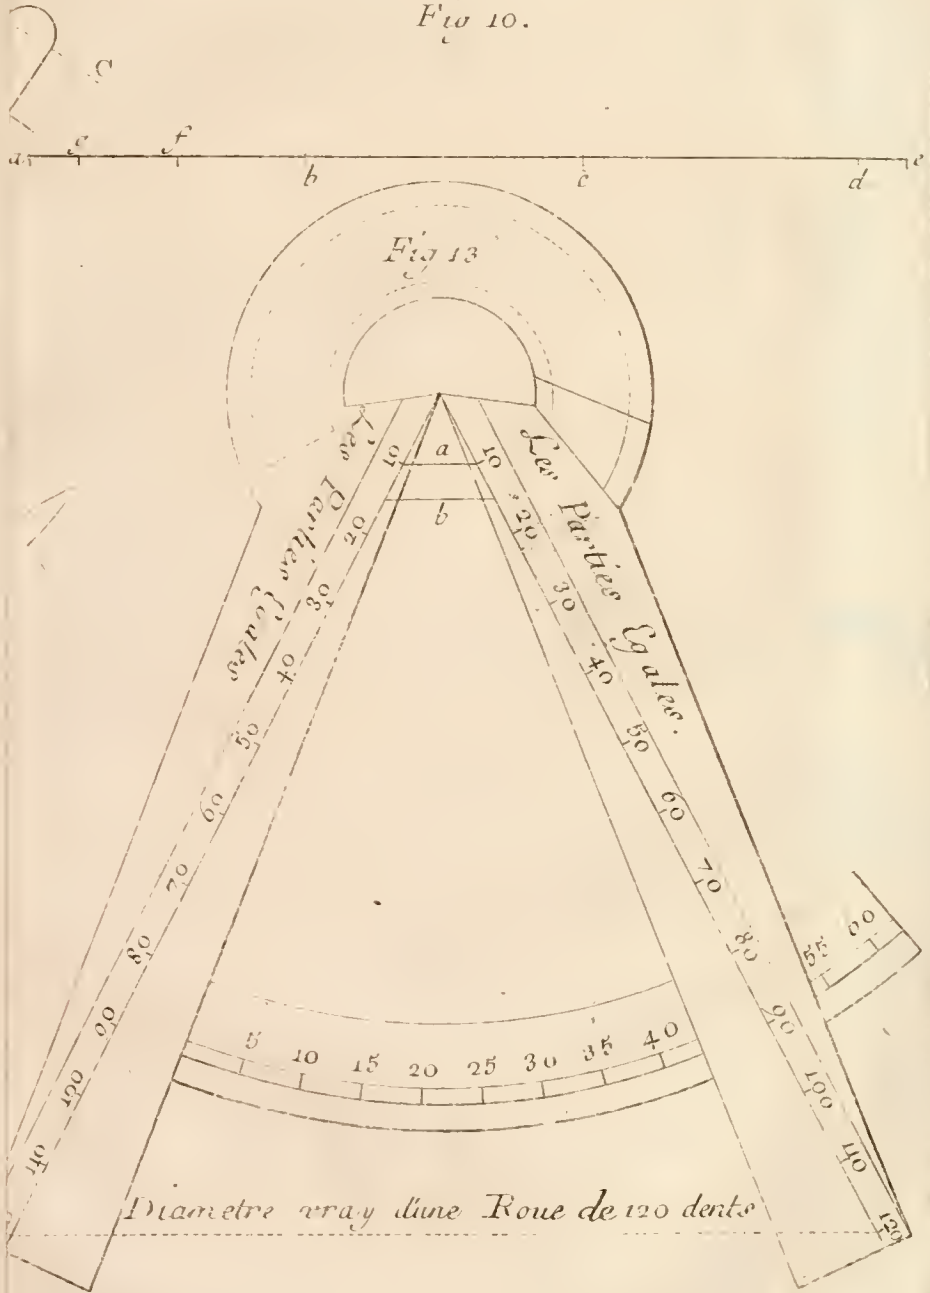 Fig 10.
g f
a b c d e
Fig 13
Les Parties Egales
Les Parties Egales.
a
b
10
20
30
40
50
60
70
80
90
100
110
10
20
30
40
50
60
70
80
90
100
110
120
5 10 15 20 25 30 35 40
55 60
Diametre vray d'une Roue de 120 dents